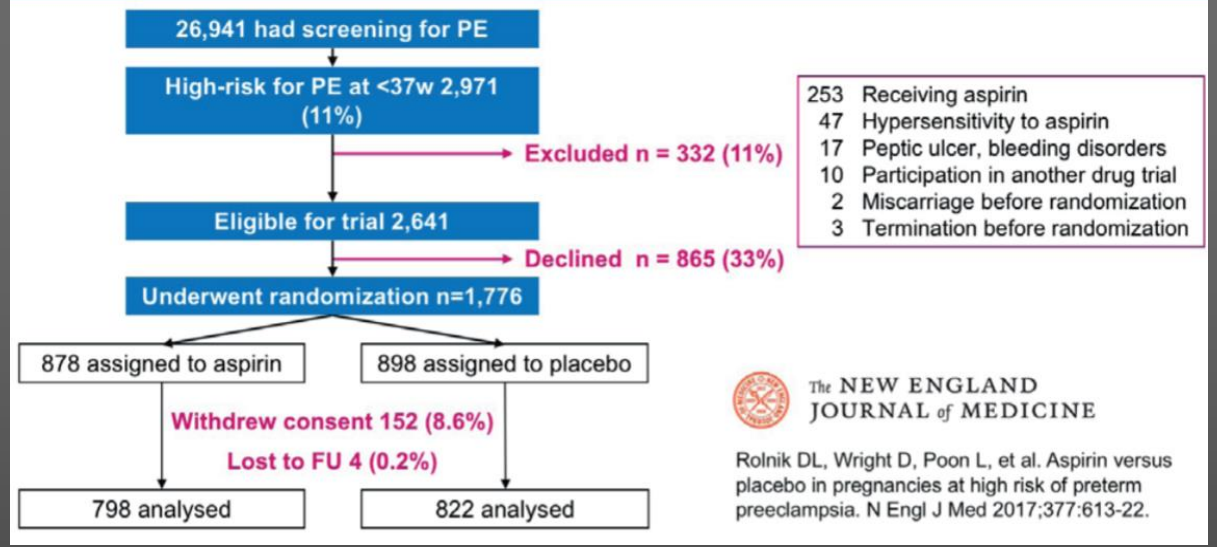 26,941 had screening for PE
High-risk for PE at <37w 2,971
(11%)
Excluded n = 332 (11%)
253 Receiving aspirin
47 Hypersensitivity to aspirin
17 Peptic ulcer, bleeding disorders
10 Participation in another drug trial
2 Miscarriage before randomization
3 Termination before randomization
Eligible for trial 2,641
Declined n = 865 (33%)
Underwent randomization n=1,776
878 assigned to aspirin
898 assigned to placebo
Withdrew consent 152 (8.6%)
Lost to FU 4 (0.2%)
798 analysed
822 analysed
The NEW ENGLAND
JOURNAL of MEDICINE
Rolnik DL, Wright D, Poon L, et al. Aspirin versus
placebo in pregnancies at high risk of preterm
preeclampsia. N Engl J Med 2017;377:613-22.